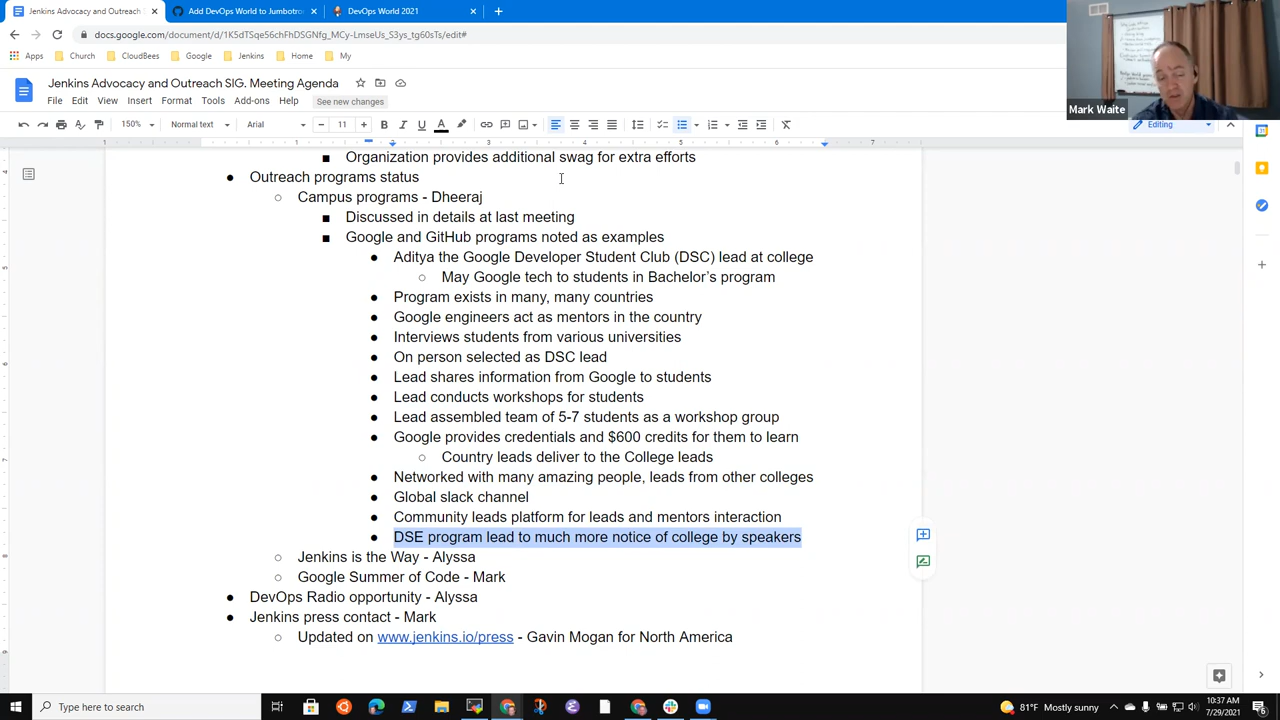 Jenkins Advocacy and Outreach S
Add DevOps World to Jumbotro
DevOps World 2021
docs.google.com/document/d/1K5dTSqe56chFhDSGNfg_MCy-LmseUs_S3ys_tg9tPde0tLI/edit#
Apps
Church
CloudBees
Google
Jenkins
Home
My
Jenkins Advocacy and Outreach SIG. Meeting Agenda
File Edit View Insert Format Tools Add-ons Help See new changes
Mark Waite
150% Normal text Arial 11 Editing
1 3 4 5 6 7
Organization provides additional swag for extra efforts
Outreach programs status
Campus programs - Dheeraj
Discussed in details at last meeting
Google and GitHub programs noted as examples
Aditya the Google Developer Student Club (DSC) lead at college
May Google tech to students in Bachelor's program
Program exists in many, many countries
Google engineers act as mentors in the country
Interviews students from various universities
On person selected as DSC lead
Lead shares information from Google to students
Lead conducts workshops for students
Lead assembled team of 5-7 students as a workshop group
Google provides credentials and $600 credits for them to learn
Country leads deliver to the College leads
Networked with many amazing people, leads from other colleges
Global slack channel
Community leads platform for leads and mentors interaction
DSE program lead to much more notice of college by speakers
Jenkins is the Way - Alyssa
Google Summer of Code - Mark
DevOps Radio opportunity - Alyssa
Jenkins press contact - Mark
Updated on www.jenkins.io/press - Gavin Mogan for North America
Type here to search
81°F Mostly sunny
10:37 AM
7/29/2021